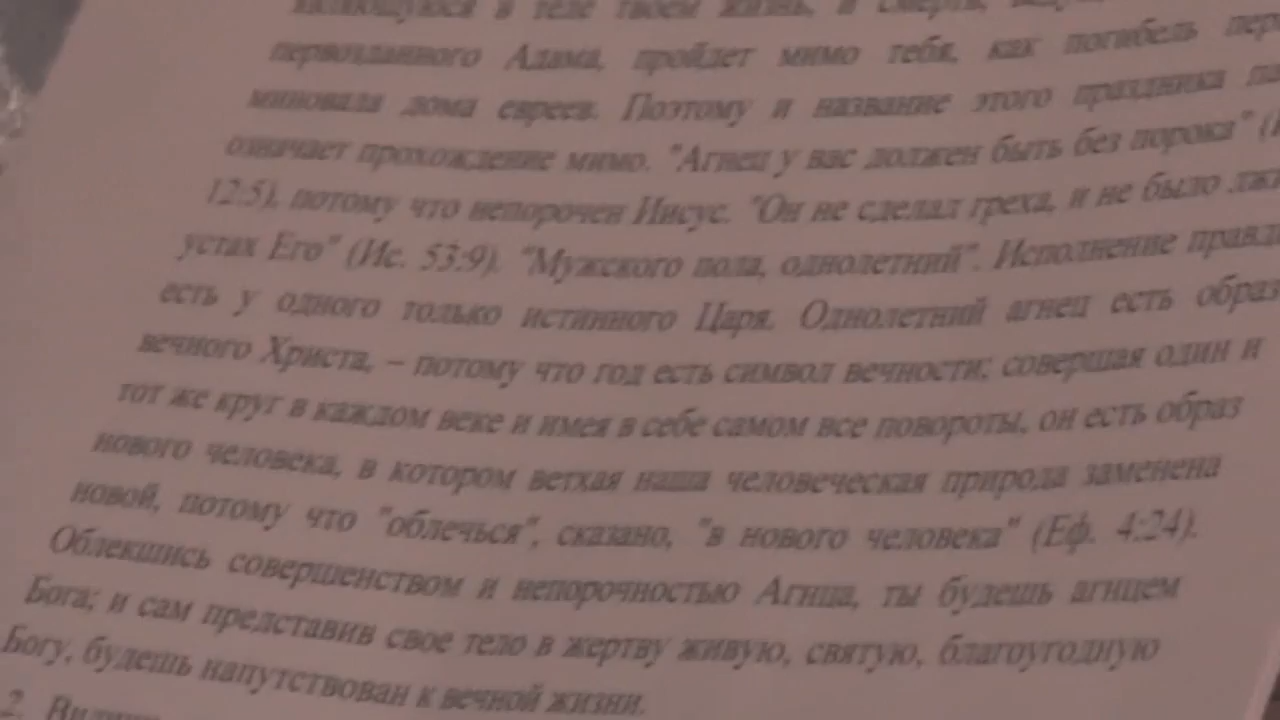 в теле твоем жизнь, и смерть,
первозданного Адама, пройдет мимо тебя, как погибель
миновала дома евреев. Поэтому и название этого праздника
означает прохождение мимо. "Агнец у вас должен быть без порока"
12:5), потому что непорочен Иисус. "Он не сделал греха, и не было
устах Его" (Ис. 53:9). "Мужского пола, однолетний". Исполнение
есть у одного только истинного Царя. Однолетний агнец есть образ
вечного Христа, – потому что год есть символ вечности; совершая один и
тот же круг в каждом веке и имея в себе самом все повороты, он есть образ
нового человека, в котором ветхая наша человеческая природа заменена
новой, потому что "облечься", сказано, "в нового человека" (Еф. 4:24).
Облекшись совершенством и непорочностью Агнца, ты будешь агнцем
Бога; и сам представив свое тело в жертву живую, святую, благоугодную
Богу, будешь напутствован к вечной жизни.
2.